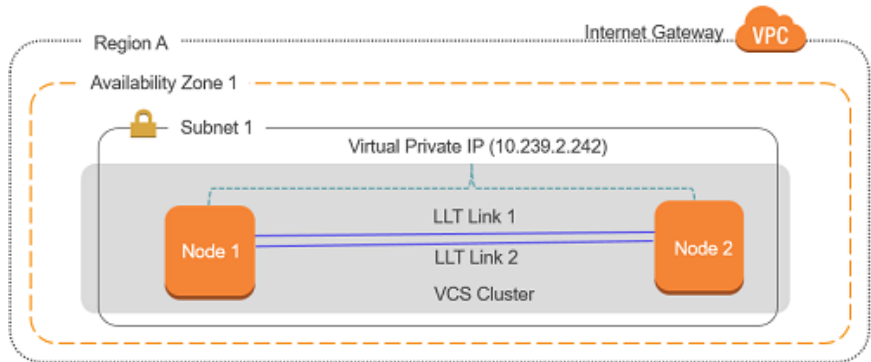 Internet Gateway
VPC
Region A
Availability Zone 1
Subnet 1
Virtual Private IP (10.239.2.242)
LLT Link 1
Node 1
Node 2
LLT Link 2
VCS Cluster